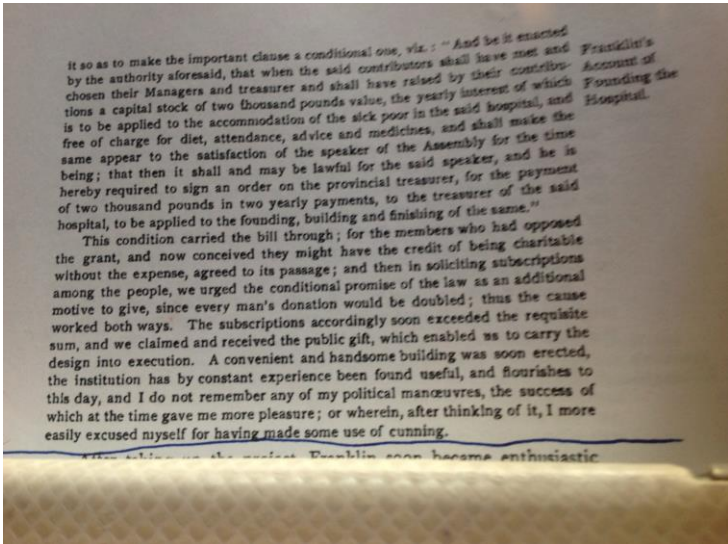 it so as to make the important clause a conditional one, viz. : "And be it enacted
by the authority aforesaid, that when the said contributors shall have met and
chosen their Managers and treasurer and shall have raised by their contribu-
tions a capital stock of two thousand pounds value, the yearly interest of which
is to be applied to the accommodation of the sick poor in the said hospital, and
free of charge for diet, attendance, advice and medicines, and shall make the
same appear to the satisfaction of the speaker of the Assembly for the time
being; that then it shall and may be lawful for the said speaker, and he is
hereby required to sign an order on the provincial treasurer, for the payment
of two thousand pounds in two yearly payments, to the treasurer of the said
hospital, to be applied to the founding, building and finishing of the same."
Franklin's
Account of
Founding the
Hospital.
This condition carried the bill through; for the members who had opposed
the grant, and now conceived they might have the credit of being charitable
without the expense, agreed to its passage; and then in soliciting subscriptions
among the people, we urged the conditional promise of the law as an additional
motive to give, since every man's donation would be doubled; thus the cause
worked both ways. The subscriptions accordingly soon exceeded the requisite
sum, and we claimed and received the public gift, which enabled us to carry the
design into execution. A convenient and handsome building was soon erected,
the institution has by constant experience been found useful, and flourishes to
this day, and I do not remember any of my political manœuvres, the success of
which at the time gave me more pleasure; or wherein, after thinking of it, I more
easily excused myself for having made some use of cunning.
After taking up the project Franklin soon became enthusiastic